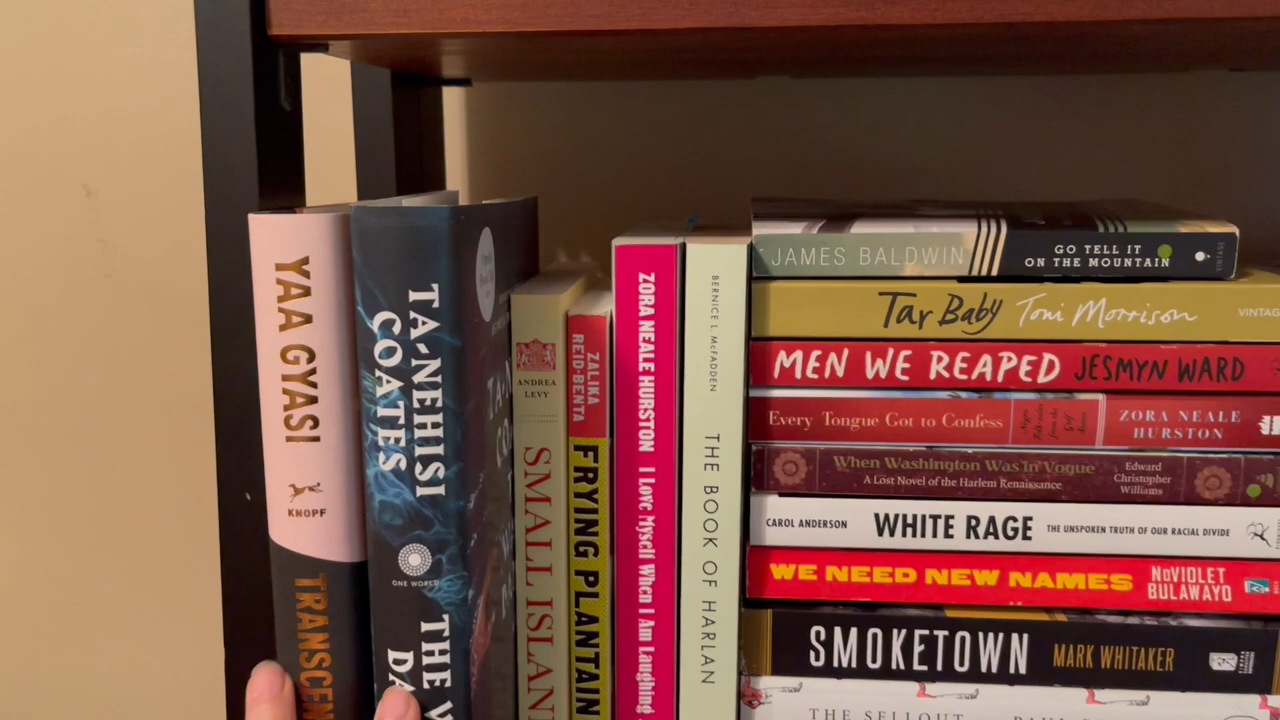 YAA GYASI
KNOPF
TRANSCEN
TA-NEHISI
COATES
ONE WORLD
THE W
DA
ANDREA
LEVY
SMALL ISLAN
ZALIKA
REID-BENTA
FRYING PLANTAIN
ZORA NEALE HURSTON I Love Myself When I Am Laughing
BERNICE L. McFADDEN
THE BOOK OF HARLAN
JAMES BALDWIN
GO TELL IT
ON THE MOUNTAIN
VINTAGE
Tar Baby Toni Morrison
VINTAG
MEN WE REAPED JESMYN WARD
Every Tongue Got to Confess
ZORA NEALE
HURSTON
When Washington Was in Vogue
A Lost Novel of the Harlem Renaissance
Edward
Christopher
Williams
CAROL ANDERSON WHITE RAGE THE UNSPOKEN TRUTH OF OUR RACIAL DIVIDE
WE NEED NEW NAMES
NoVIOLET
BULAWAYO
SMOKETOWN MARK WHITAKER
THE SELLOUT